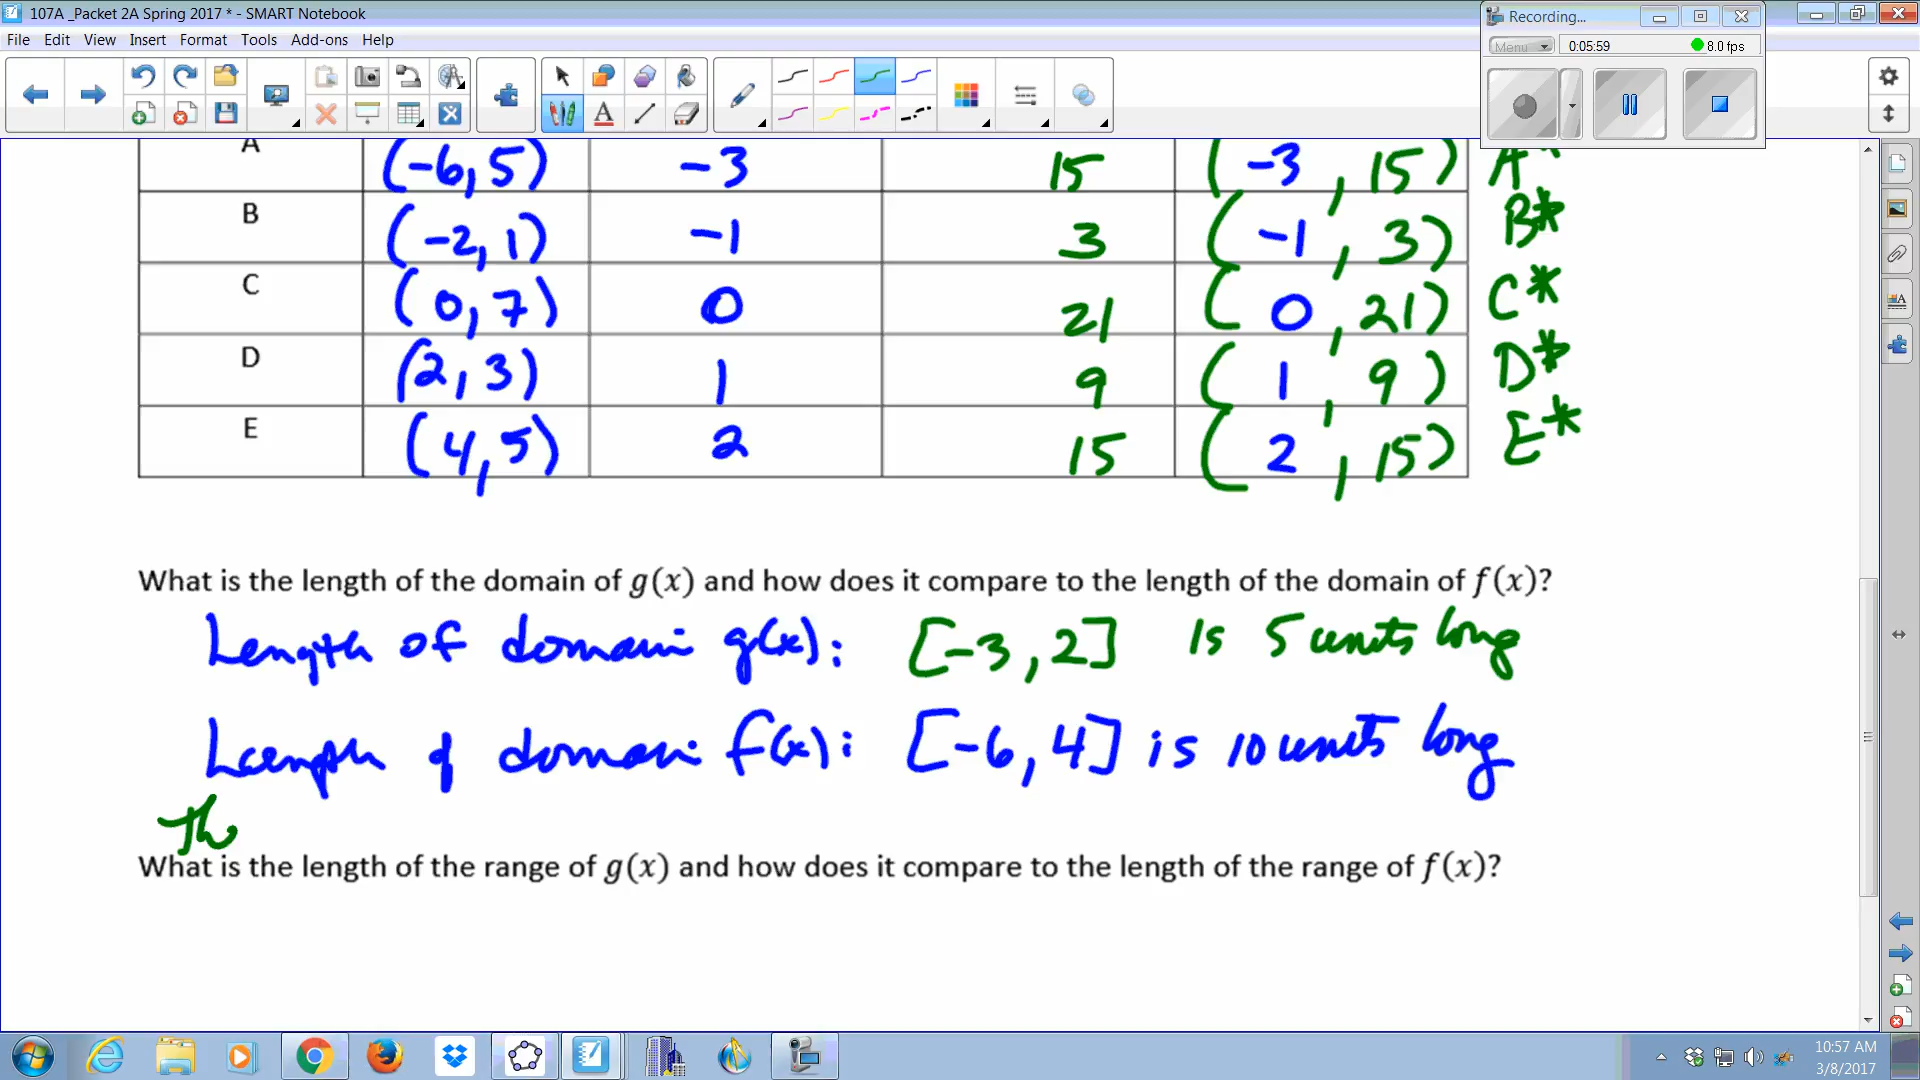 107A _Packet 2A Spring 2017 * - SMART Notebook
Recording...
File Edit View Insert Format Tools Add-ons Help
Menu 0:05:59 8.0 fps
A (-6, 5) -3 15 (-3, 15) A*
B (-2, 1) -1 3 (-1, 3) B*
C (0, 7) 0 21 (0, 21) C*
D (2, 3) 1 9 (1, 9) D*
E (4, 5) 2 15 (2, 15) E*
What is the length of the domain of g(x) and how does it compare to the length of the domain of f(x)?
Length of domain g(x): [-3, 2] is 5 units long
Length of domain f(x): [-6, 4] is 10 units long
Th
What is the length of the range of g(x) and how does it compare to the length of the range of f(x)?
10:57 AM
3/8/2017